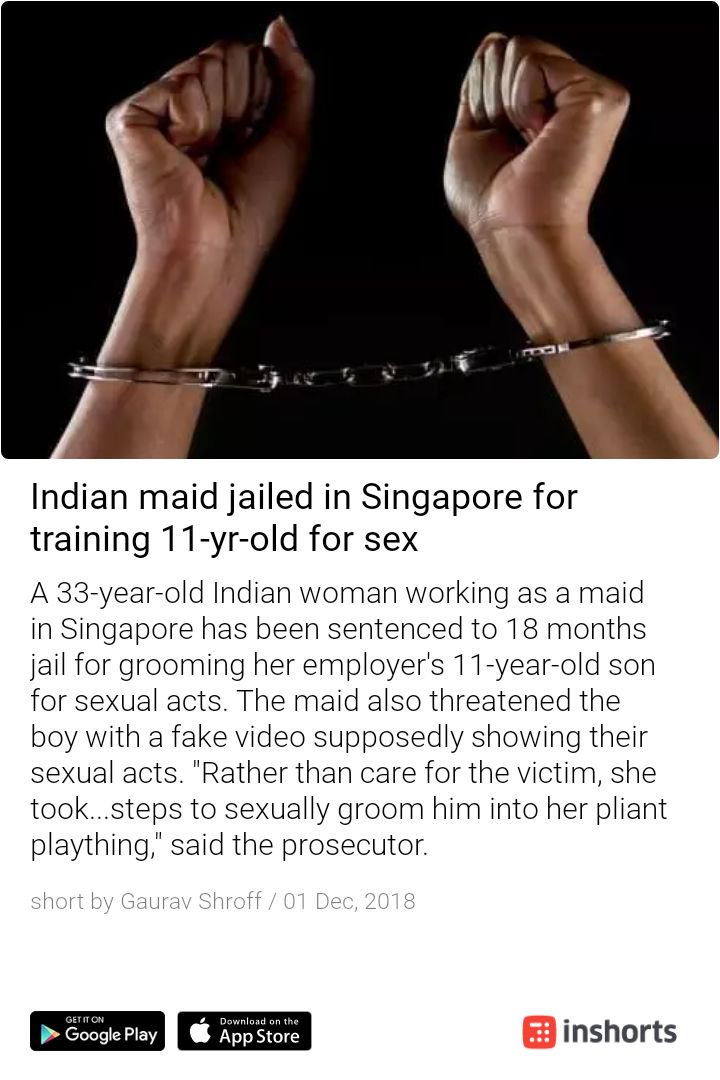 Indian maid jailed in Singapore for
training 11-yr-old for sex
A 33-year-old Indian woman working as a maid
in Singapore has been sentenced to 18 months
jail for grooming her employer's 11-year-old son
for sexual acts. The maid also threatened the
boy with a fake video supposedly showing their
sexual acts. "Rather than care for the victim, she
took...steps to sexually groom him into her pliant
plaything," said the prosecutor.
short by Gaurav Shroff / 01 Dec, 2018
GET IT ON
Google Play
Download on the
App Store
inshorts